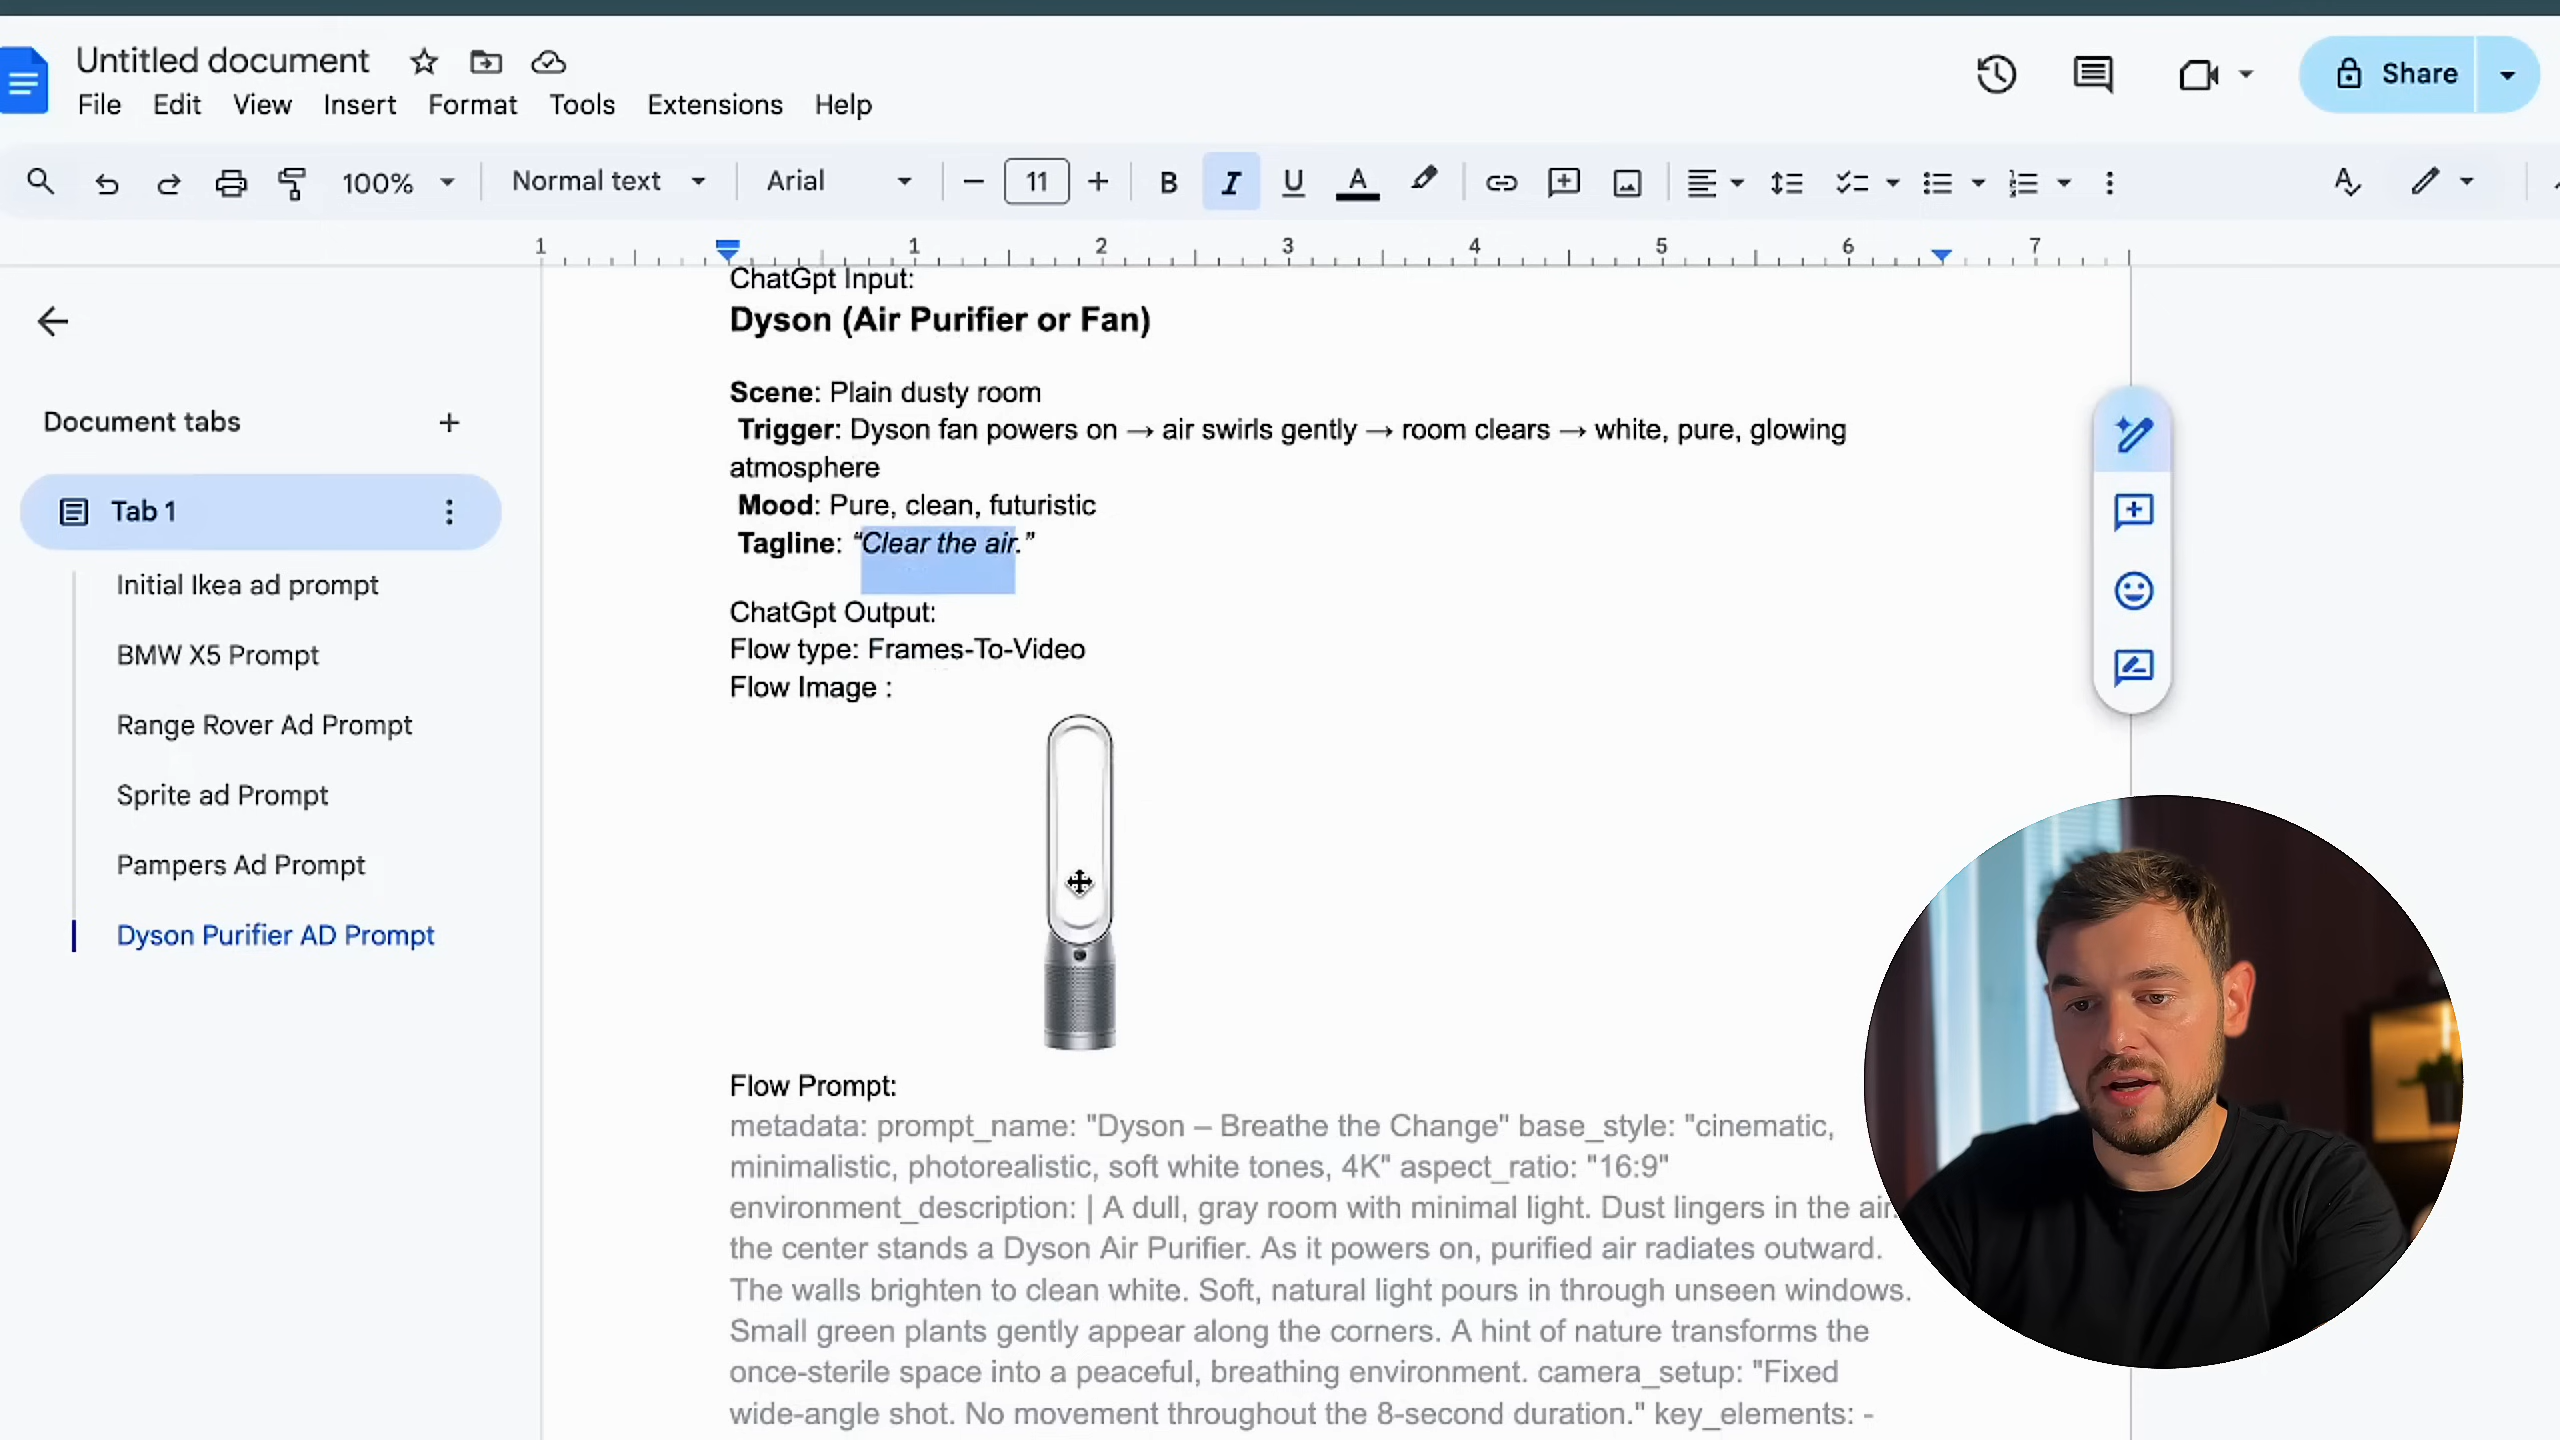 Untitled document
File Edit View Insert Format Tools Extensions Help
Share
100% Normal text Arial 11 B I U A
1 1 2 3 4 5 6 7
Document tabs
Tab 1
Initial Ikea ad prompt
BMW X5 Prompt
Range Rover Ad Prompt
Sprite ad Prompt
Pampers Ad Prompt
Dyson Purifier AD Prompt
ChatGpt Input:
Dyson (Air Purifier or Fan)
Scene: Plain dusty room
Trigger: Dyson fan powers on → air swirls gently → room clears → white, pure, glowing
atmosphere
Mood: Pure, clean, futuristic
Tagline: “Clear the air.”
ChatGpt Output:
Flow type: Frames-To-Video
Flow Image :
Flow Prompt:
metadata: prompt_name: "Dyson – Breathe the Change" base_style: "cinematic,
minimalistic, photorealistic, soft white tones, 4K" aspect_ratio: "16:9"
environment_description: | A dull, gray room with minimal light. Dust lingers in the air
the center stands a Dyson Air Purifier. As it powers on, purified air radiates outward.
The walls brighten to clean white. Soft, natural light pours in through unseen windows.
Small green plants gently appear along the corners. A hint of nature transforms the
once-sterile space into a peaceful, breathing environment. camera_setup: "Fixed
wide-angle shot. No movement throughout the 8-second duration." key_elements: -